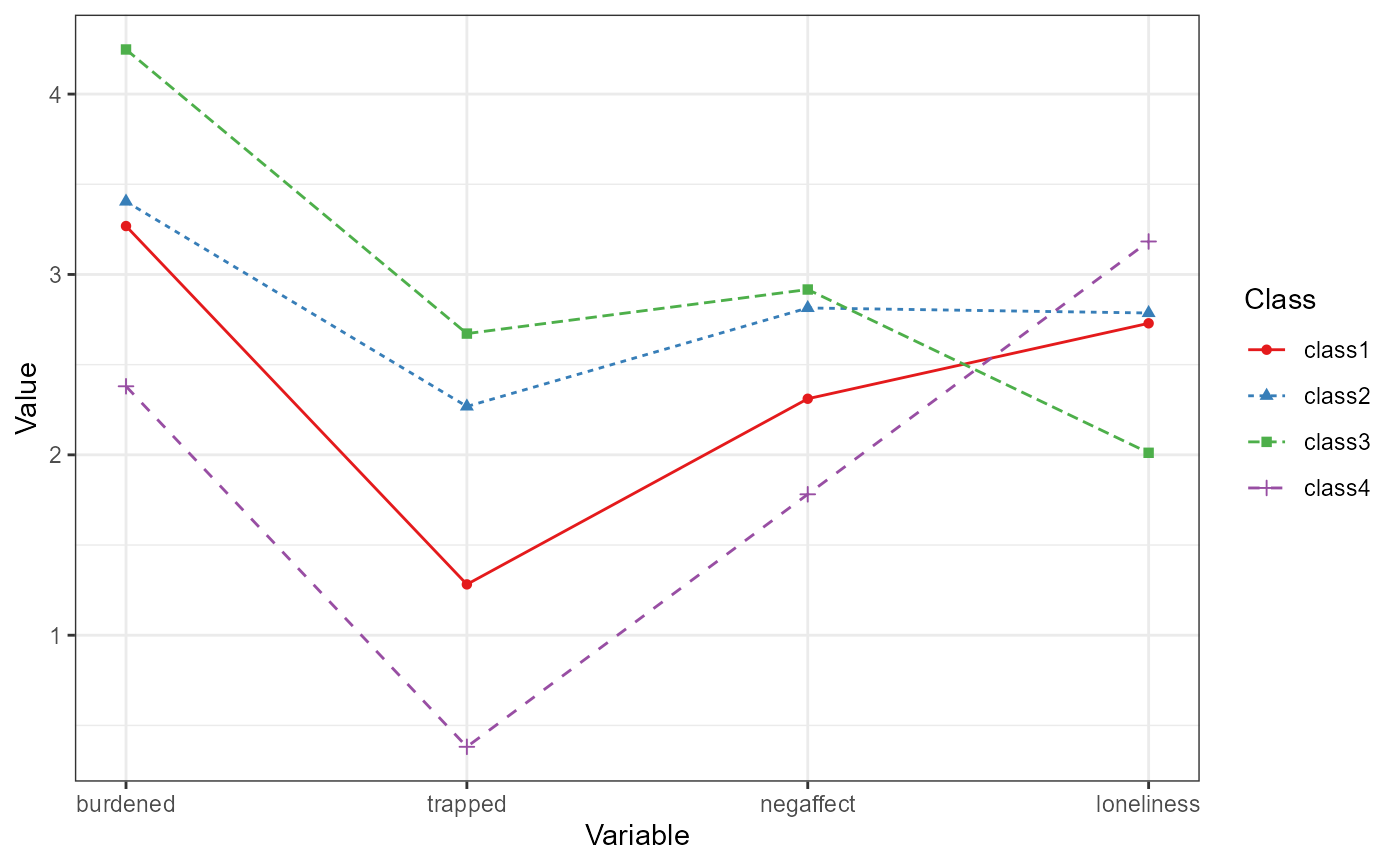 4
3
2
1
Value
burdened
trapped
negaffect
loneliness
Variable
Class
class1
class2
class3
class4